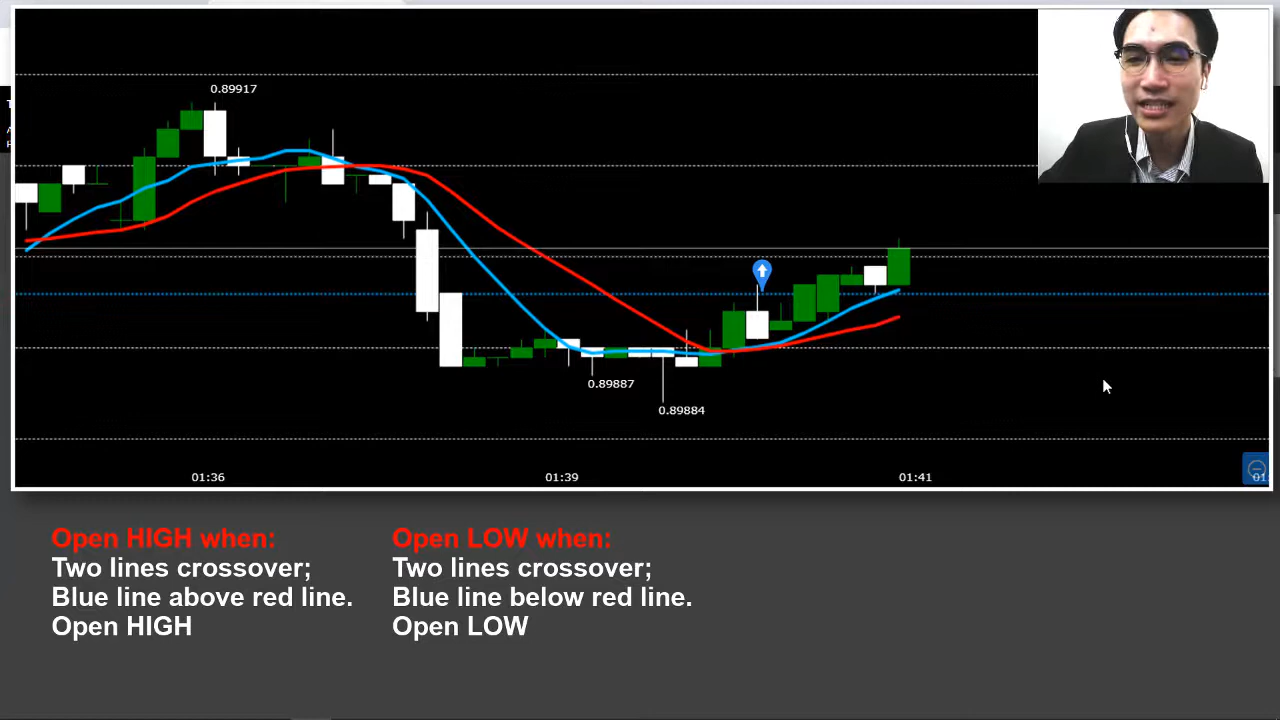 0.89917
0.89887
0.89884
01:36
01:39
01:41
Open HIGH when:
Two lines crossover;
Blue line above red line.
Open HIGH
Open LOW when:
Two lines crossover;
Blue line below red line.
Open LOW